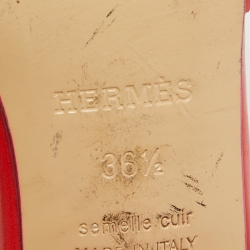 HERMÈS
36½
semelle cuir
MADE IN ITALY